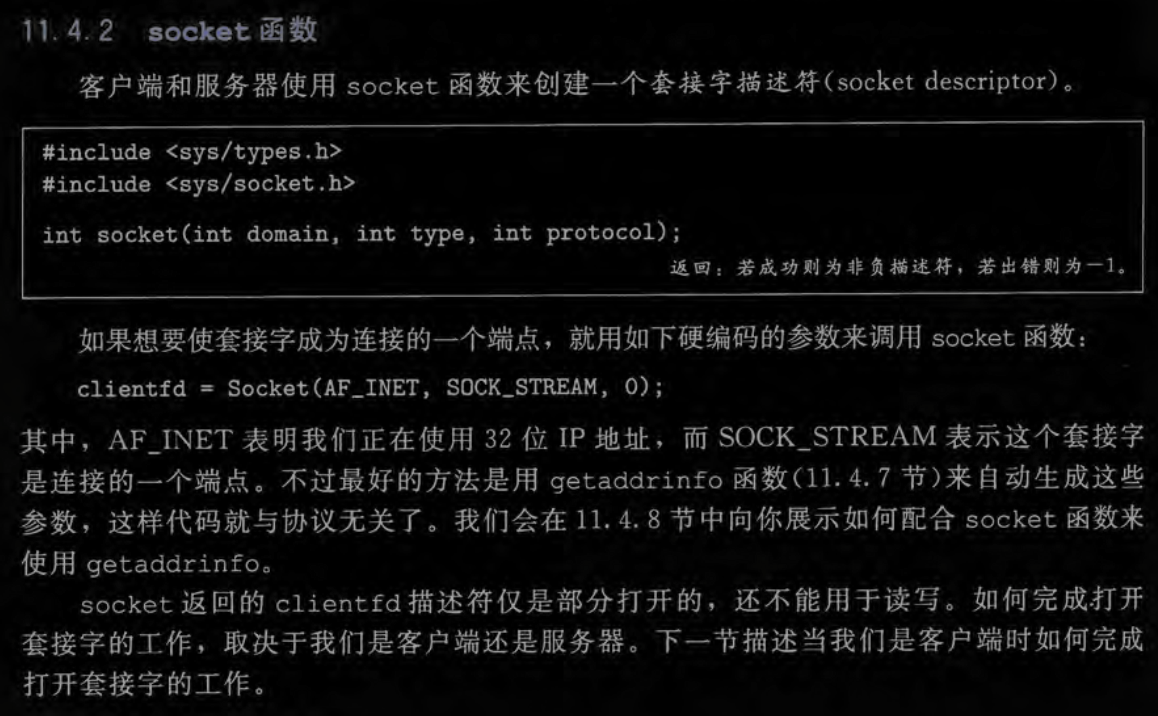 11.4.2 socket 函数
客户端和服务器使用 socket 函数来创建一个套接字描述符(socket descriptor)。
#include <sys/types.h>
#include <sys/socket.h>
int socket(int domain, int type, int protocol);
返回：若成功则为非负描述符，若出错则为-1。
如果想要使套接字成为连接的一个端点，就用如下硬编码的参数来调用 socket 函数：
clientfd = Socket(AF_INET, SOCK_STREAM, 0);
其中，AF_INET 表明我们正在使用 32 位 IP 地址，而 SOCK_STREAM 表示这个套接字
是连接的一个端点。不过最好的方法是用 getaddrinfo 函数(11.4.7 节)来自动生成这些
参数，这样代码就与协议无关了。我们会在 11.4.8 节中向你展示如何配合 socket 函数来
使用 getaddrinfo。
socket 返回的 clientfd 描述符仅是部分打开的，还不能用于读写。如何完成打开
套接字的工作，取决于我们是客户端还是服务器。下一节描述当我们是客户端时如何完成
打开套接字的工作。